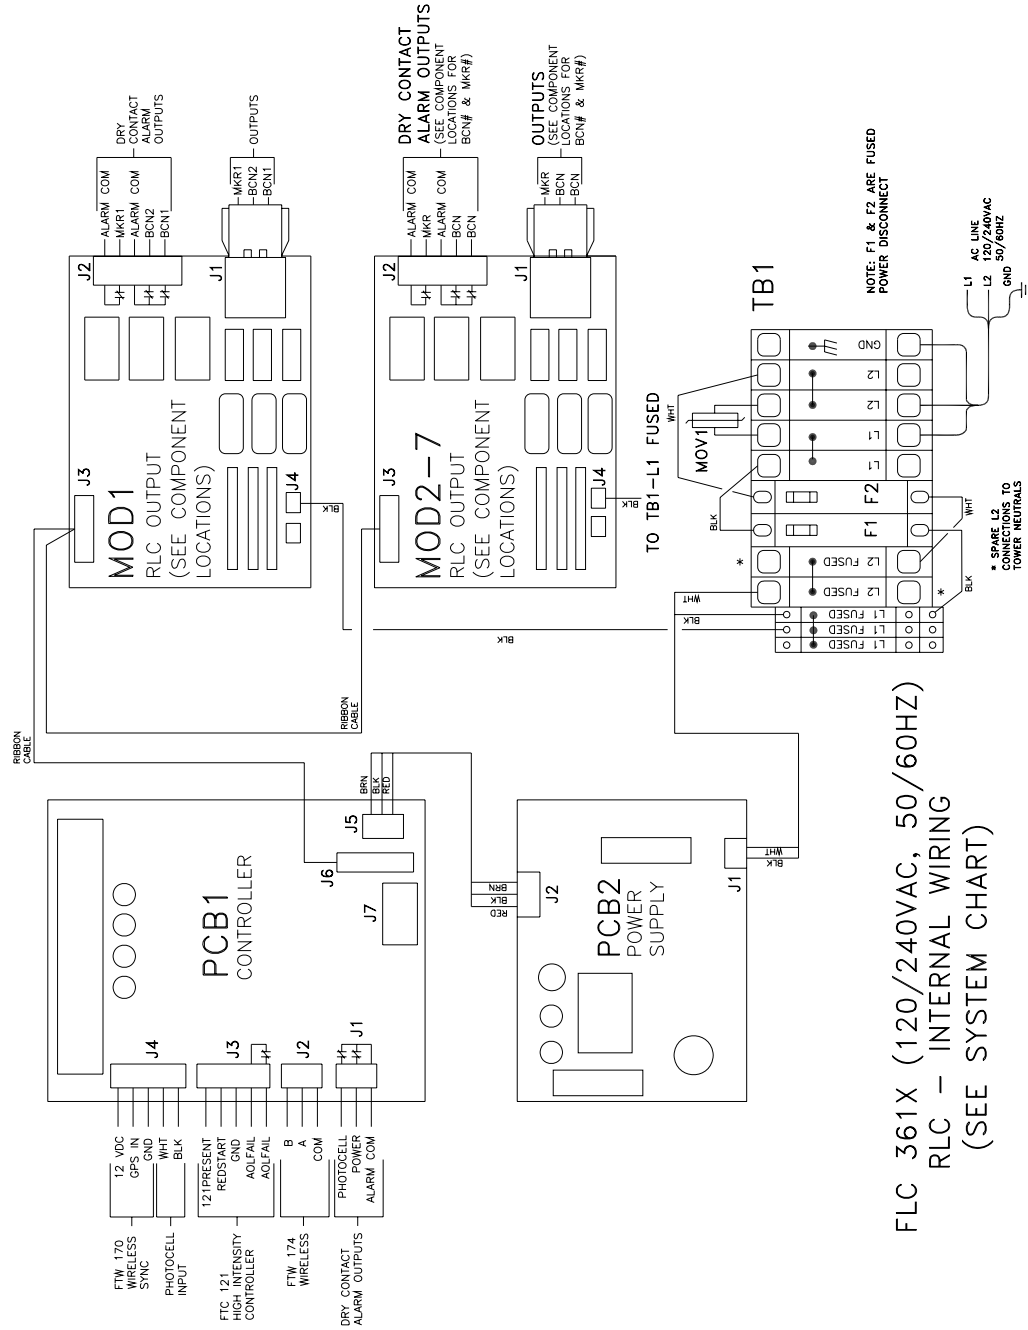 FTW 170
WIRELESS
SYNC
PHOTOCELL
INPUT
FTC 121
HIGH INTENSITY
CONTROLLER
FTW 174
WIRELESS
DRY CONTACT
ALARM OUTPUTS
12 VDC
GPS IN
GND
WHT
BLK
121PRESENT
REDSTART
GND
AOLFAIL
AOLFAIL
B
A
COM
PHOTOCELL
POWER
ALARM COM
J4
J3
J2
J1
PCB1
CONTROLLER
J7
J6
J5
BRN
BLK
RED
RIBBON
CABLE
RIBBON
CABLE
PCB2
POWER
SUPPLY
J2
RED
BLK
BRN
J1
BLK
WHT
J3
MOD1
RLC OUTPUT
(SEE COMPONENT
LOCATIONS)
J4
BLK
J2
J1
ALARM COM
MKR1
ALARM COM
BCN2
BCN1
DRY
CONTACT
ALARM
OUTPUTS
MKR1
BCN2
BCN1
OUTPUTS
J3
MOD2-7
RLC OUTPUT
(SEE COMPONENT
LOCATIONS)
J4
BLK
J2
J1
ALARM COM
MKR
ALARM COM
BCN
BCN
DRY CONTACT
ALARM OUTPUTS
(SEE COMPONENT
LOCATIONS FOR
BCN# & MKR#)
MKR
BCN
BCN
OUTPUTS
(SEE COMPONENT
LOCATIONS FOR
BCN# & MKR#)
TO TB1-L1 FUSED
BLK
BLK
WHT
BLK
WHT
MOV1
TB1
L1 FUSED
L1 FUSED
L1 FUSED
L2 FUSED
L2 FUSED
F1
F2
L1
L1
L2
L2
GND
*
*
BLK
WHT
NOTE: F1 & F2 ARE FUSED
POWER DISCONNECT
L1
L2
GND
AC LINE
120/240VAC
50/60HZ
* SPARE L2
CONNECTIONS TO
TOWER NEUTRALS
FLC 361X (120/240VAC, 50/60HZ)
RLC - INTERNAL WIRING
(SEE SYSTEM CHART)